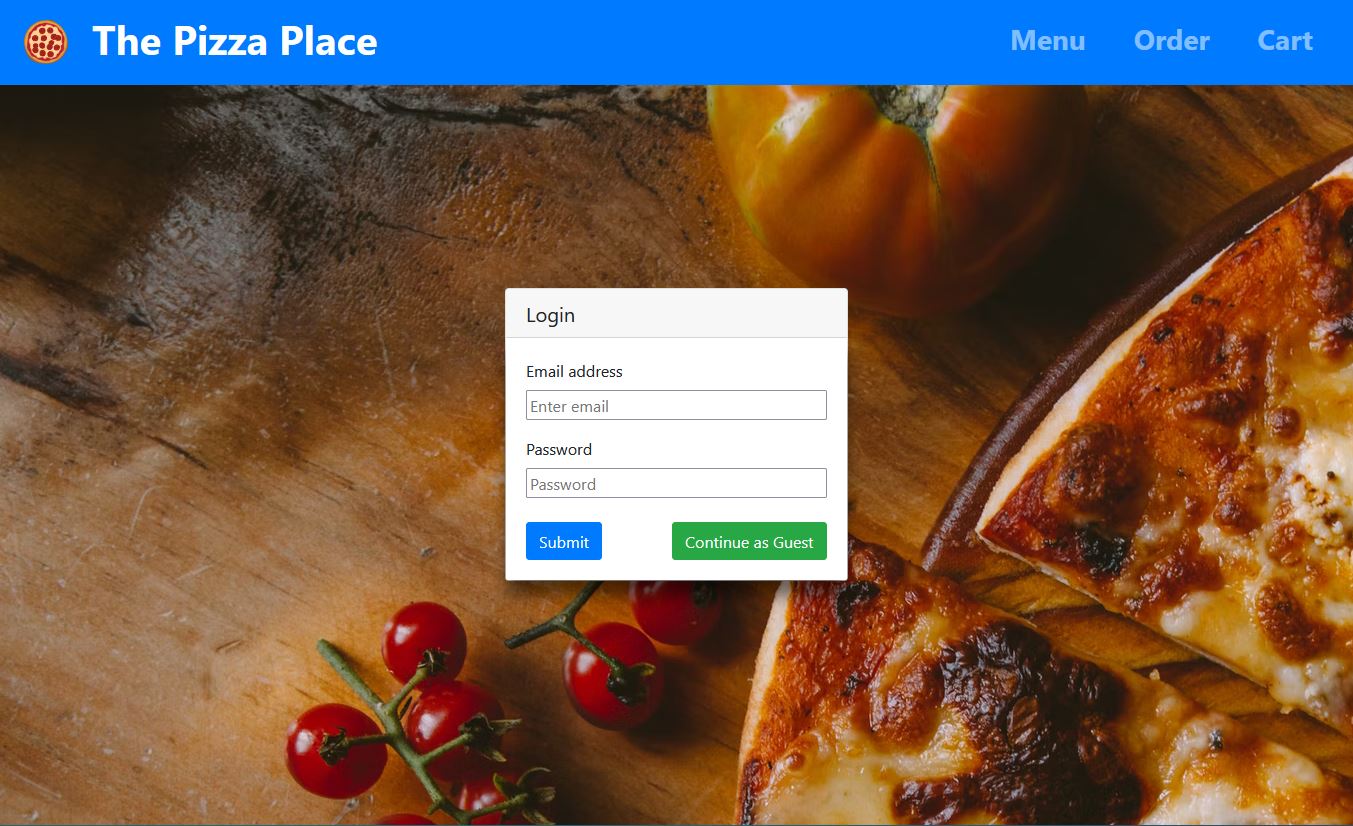 The Pizza Place
Menu Order Cart
Login
Email address
Enter email
Password
Password
Submit Continue as Guest